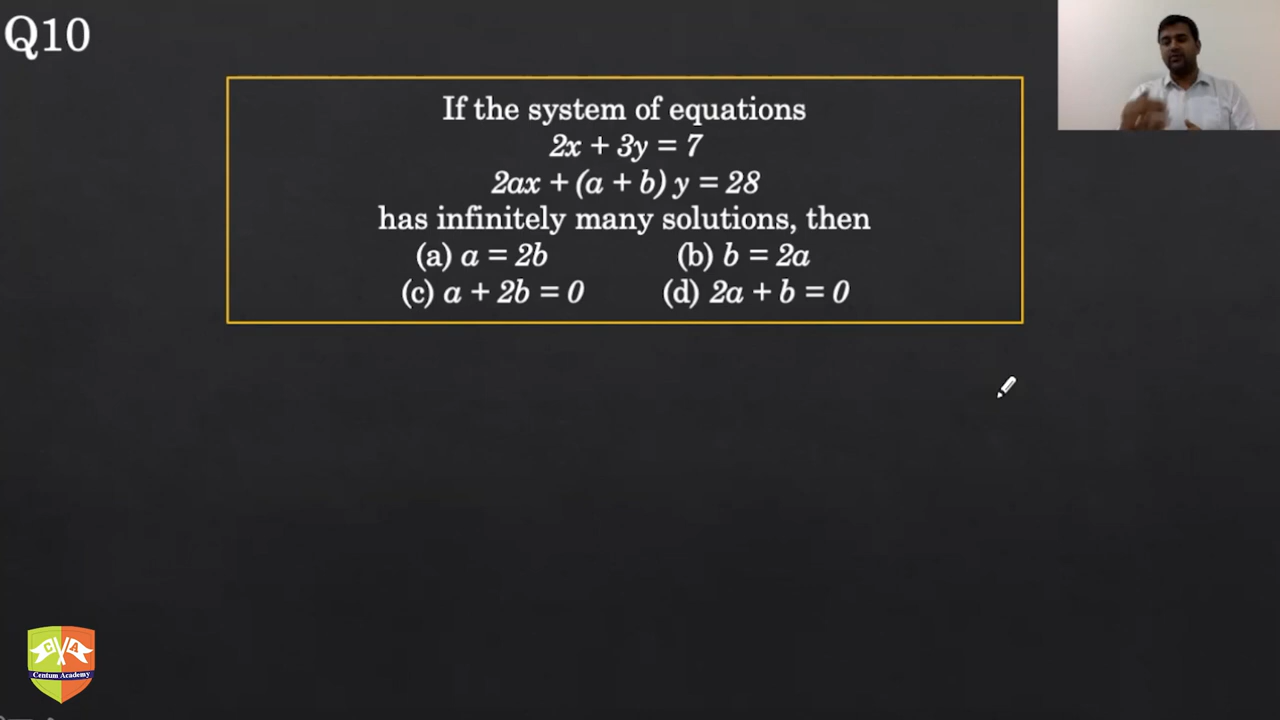 Q10
If the system of equations
2x + 3y = 7
2ax + (a + b) y = 28
has infinitely many solutions, then
(a) a = 2b (b) b = 2a
(c) a + 2b = 0 (d) 2a + b = 0
C A
Centum Academy